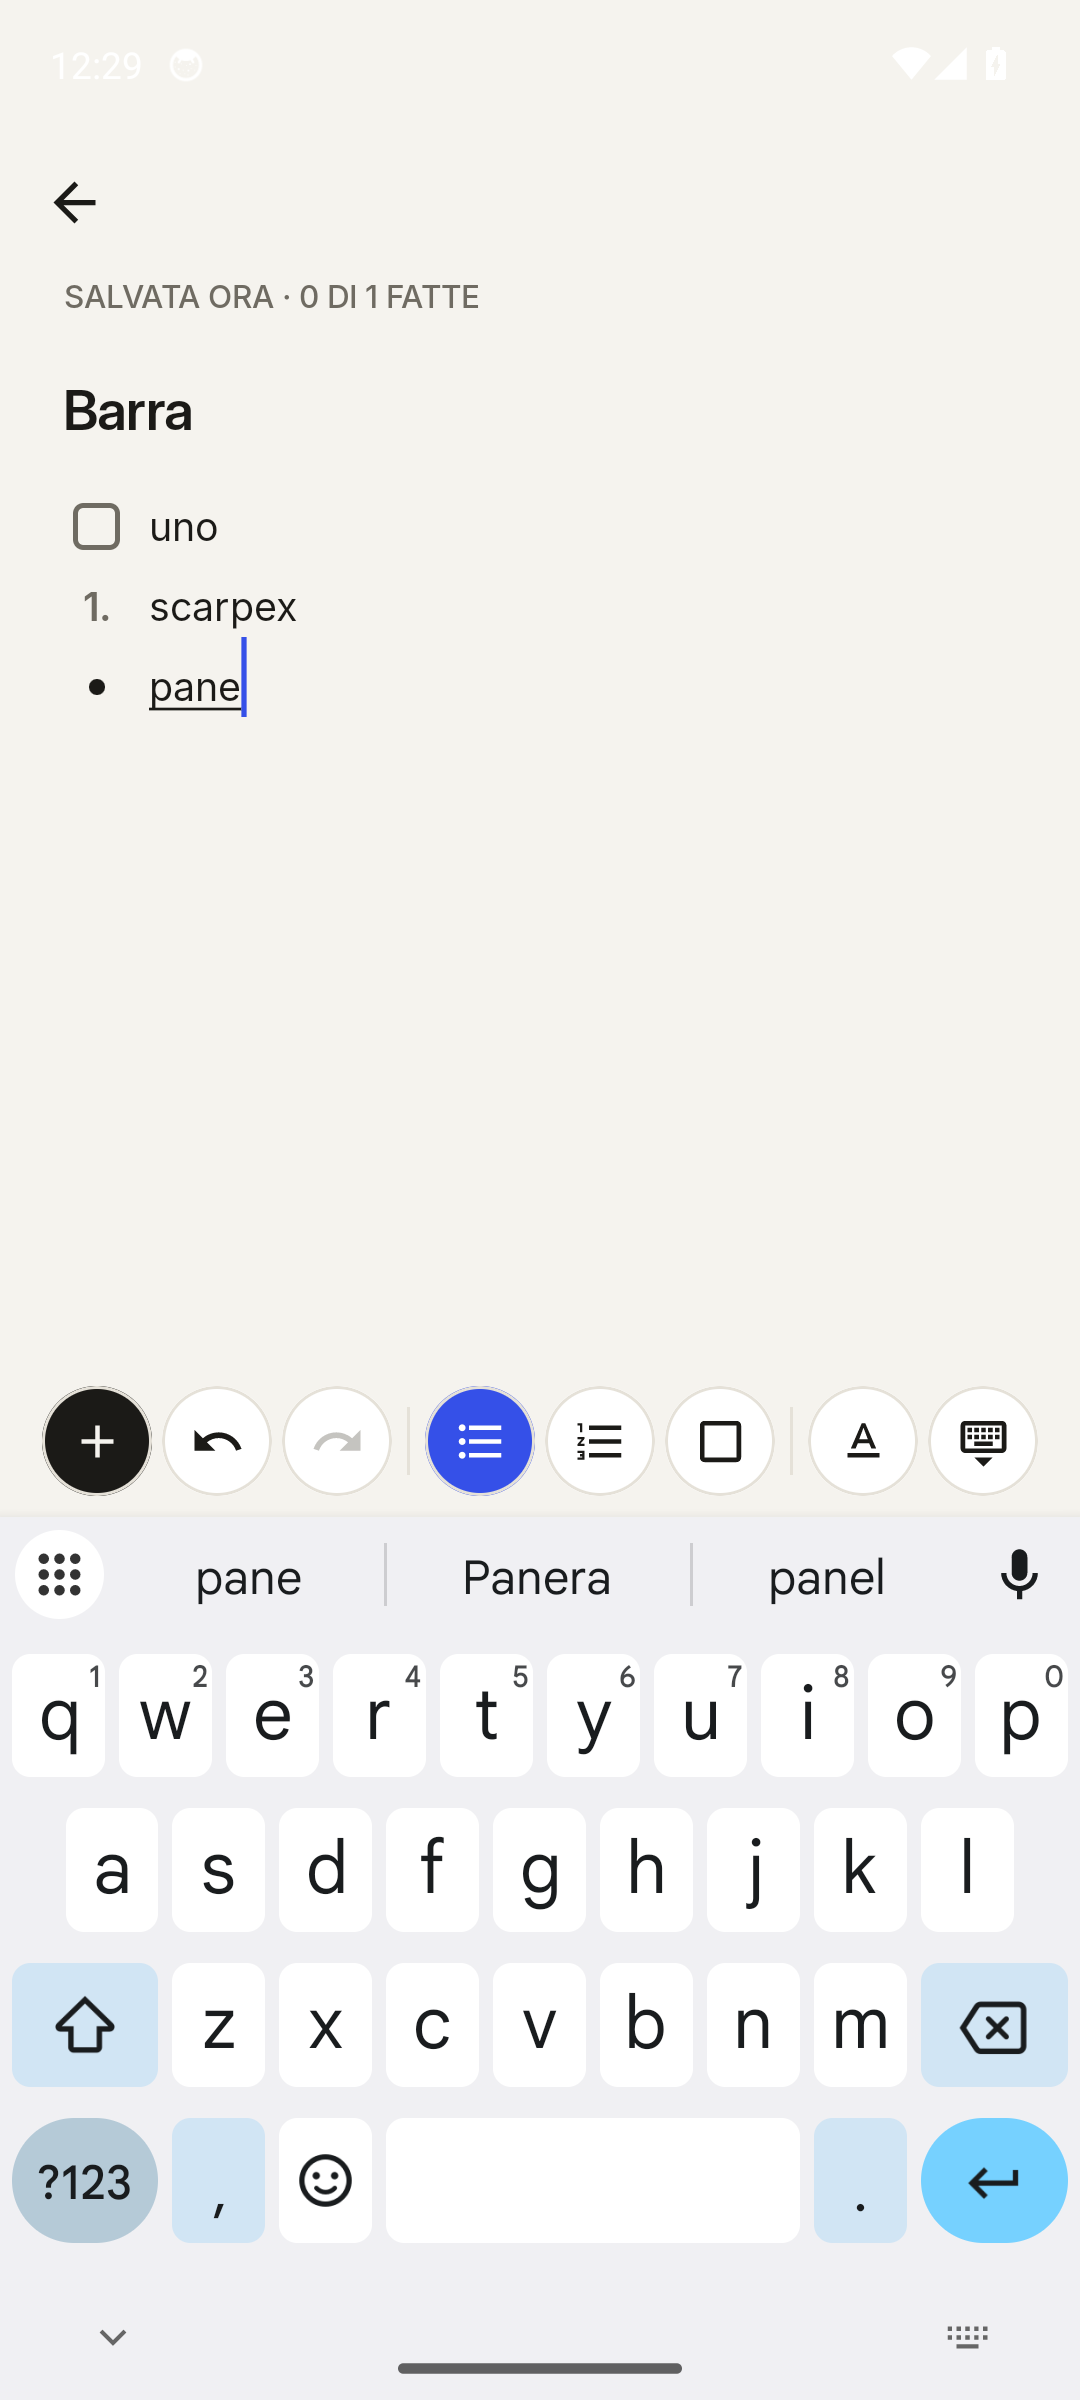 12:29
SALVATA ORA · 0 DI 1 FATTE
Barra
uno
1. scarpex
• pane
pane Panera panel
q 1 w 2 e 3 r 4 t 5 y 6 u 7 i 8 o 9 p 0
a s d f g h j k l
z x c v b n m
?123 , .